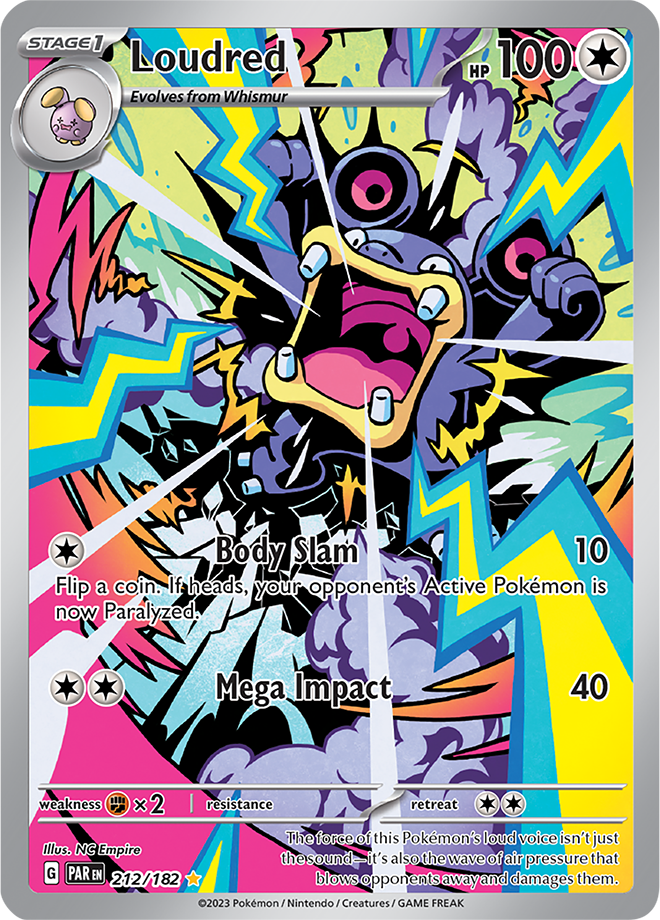 STAGE1
Loudred
HP 100
Evolves from Whismur
Body Slam 10
Flip a coin. If heads, your opponent's Active Pokémon is
now Paralyzed.
Mega Impact 40
weakness ×2 resistance retreat
Illus. NC Empire
The force of this Pokémon's loud voice isn't just
the sound—it's also the wave of air pressure that
blows opponents away and damages them.
G PAR EN 212/182
©2023 Pokémon / Nintendo / Creatures / GAME FREAK